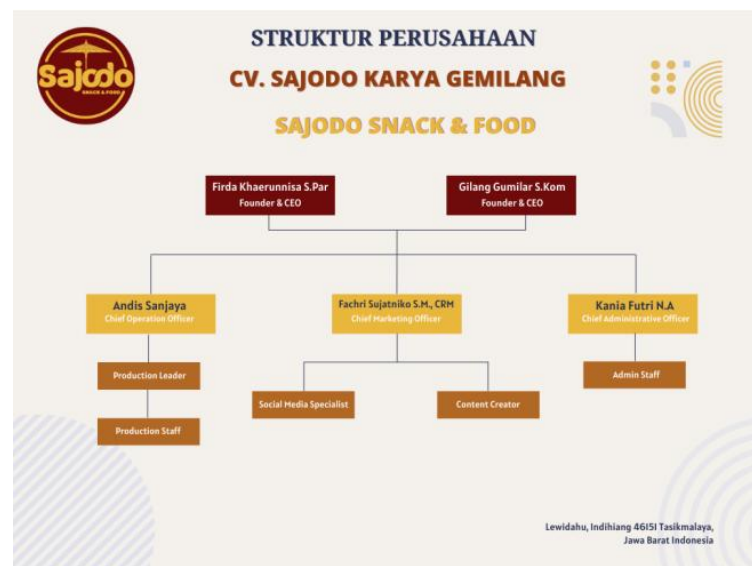 Sajodo
SNACK & FOOD
STRUKTUR PERUSAHAAN
CV. SAJODO KARYA GEMILANG
SAJODO SNACK & FOOD
Firda Khaerunnisa S.Par
Founder & CEO
Gilang Gumilar S.Kom
Founder & CEO
Andis Sanjaya
Chief Operation Officer
Fachri Sujatniko S.M., CRM
Chief Marketing Officer
Kania Futri N.A
Chief Administrative Officer
Production Leader
Admin Staff
Social Media Specialist
Content Creator
Production Staff
Lewidahu, Indihiang 46151 Tasikmalaya,
Jawa Barat Indonesia